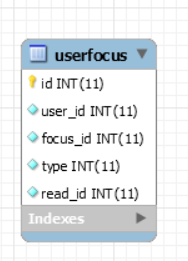 userfocus
id INT(11)
user_id INT(11)
focus_id INT(11)
type INT(11)
read_id INT(11)
Indexes